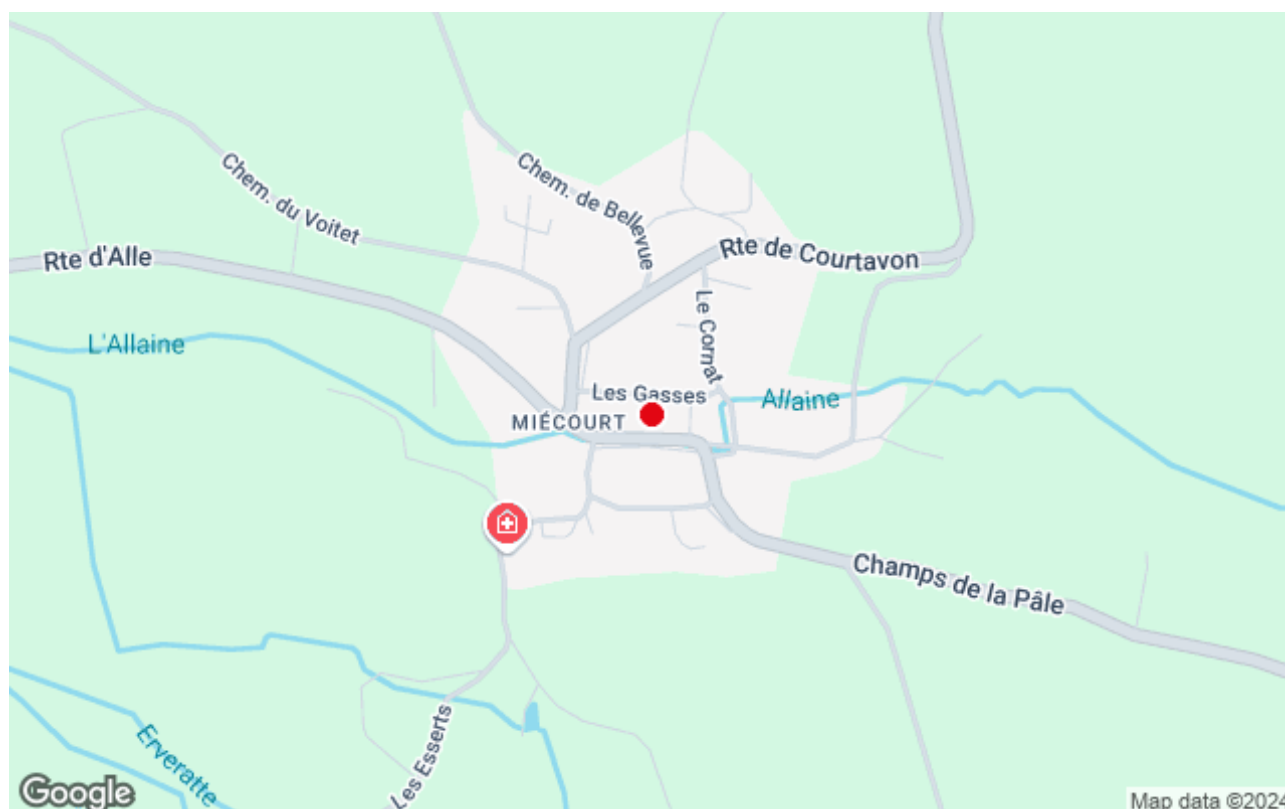 Chem. de Bellevue
Chem. du Voitet
Rte d'Alle
Rte de Courtavon
Le Cornat
L'Allaine
Les Gasses
Allaine
MIÉCOURT
Champs de la Pâle
Les Esserts
Erveratte
Google
Map data ©2024